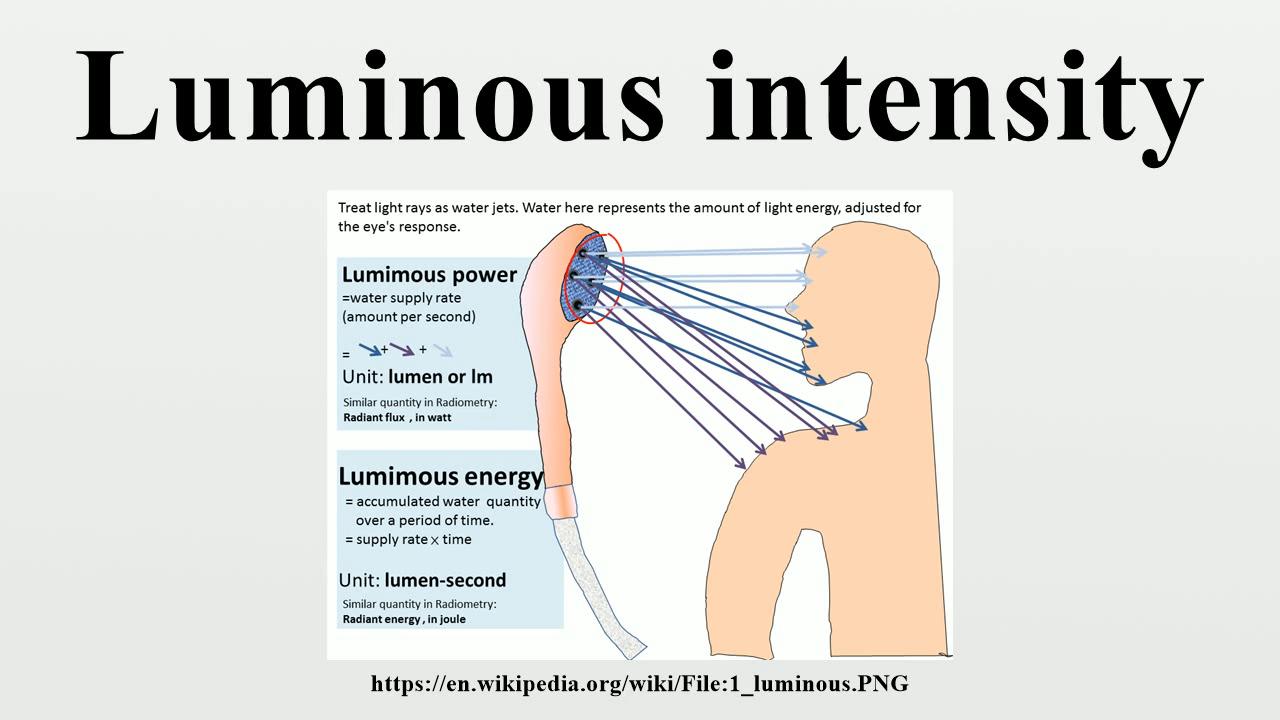 Luminous intensity
Treat light rays as water jets. Water here represents the amount of light energy, adjusted for
the eye's response.
Lumimous power
=water supply rate
(amount per second)
= + +
Unit: lumen or lm
Similar quantity in Radiometry:
Radiant flux , in watt
Lumimous energy
= accumulated water quantity
over a period of time.
= supply rate x time
Unit: lumen-second
Similar quantity in Radiometry:
Radiant energy , in joule
https://en.wikipedia.org/wiki/File:1_luminous.PNG